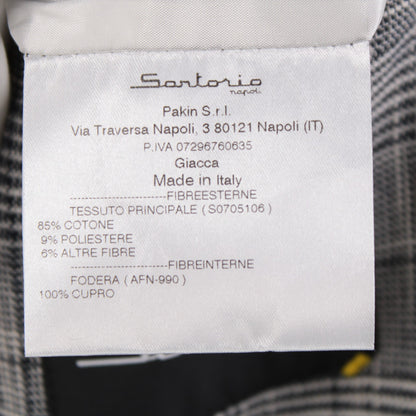 Sartorio
napoli
Pakin S.r.l.
Via Traversa Napoli, 3 80121 Napoli (IT)
P.IVA 07296760635
Giacca
Made in Italy
------------------------FIBREESTERNE
TESSUTO PRINCIPALE ( S0705106 )
85% COTONE
9% POLIESTERE
6% ALTRE FIBRE
------------------------FIBREINTERNE
FODERA ( AFN-990 )
100% CUPRO